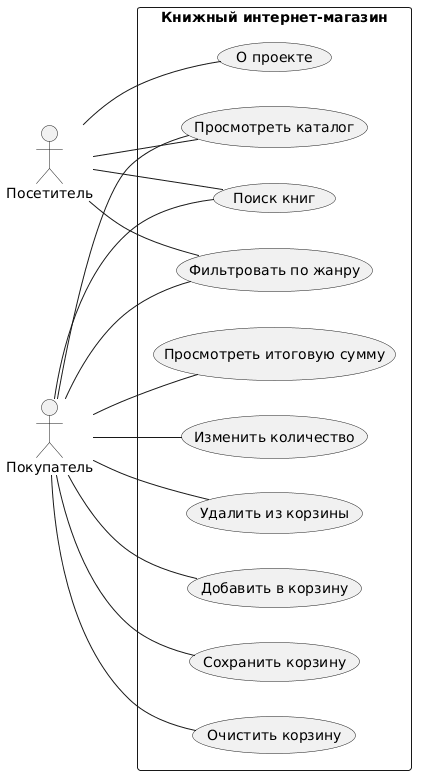 Книжный интернет-магазин
О проекте
Просмотреть каталог
Посетитель
Поиск книг
Фильтровать по жанру
Просмотреть итоговую сумму
Изменить количество
Покупатель
Удалить из корзины
Добавить в корзину
Сохранить корзину
Очистить корзину